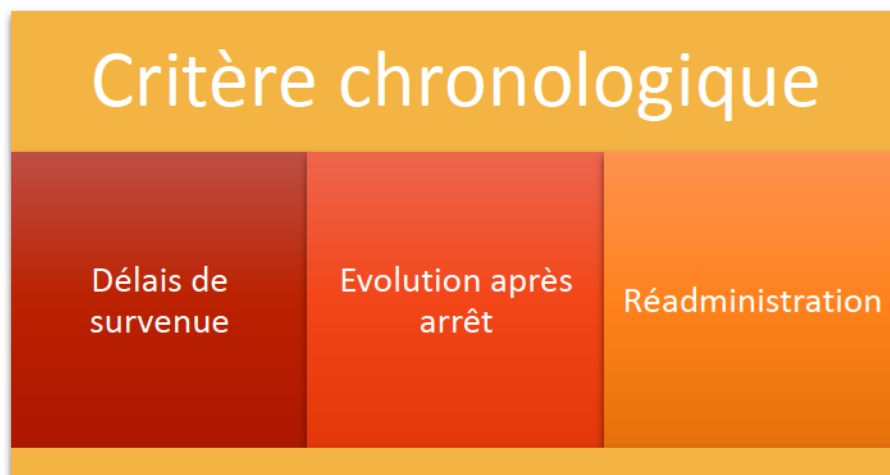 Critère chronologique
Délais de
survenue
Evolution après
arrêt
Réadministration